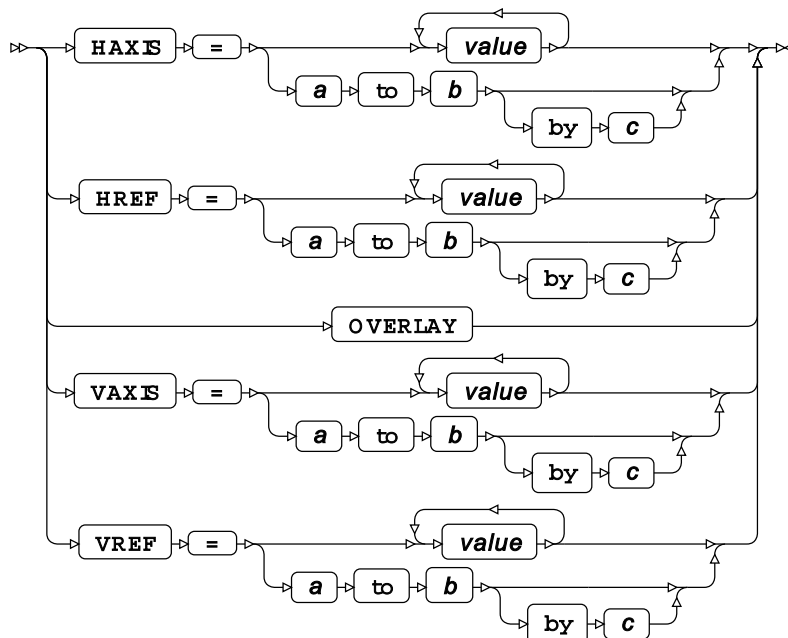 HAXIS = value
a to b
by c
HREF = value
a to b
by c
OVERLAY
VAXIS = value
a to b
by c
VREF = value
a to b
by c